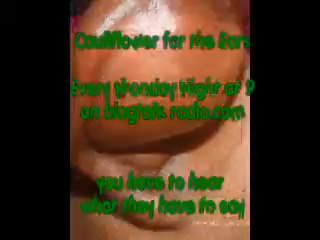 Cauliflower for the Ears
Every Monday Night at 9
on blogtalk radio.com
you have to hear
what they have to say